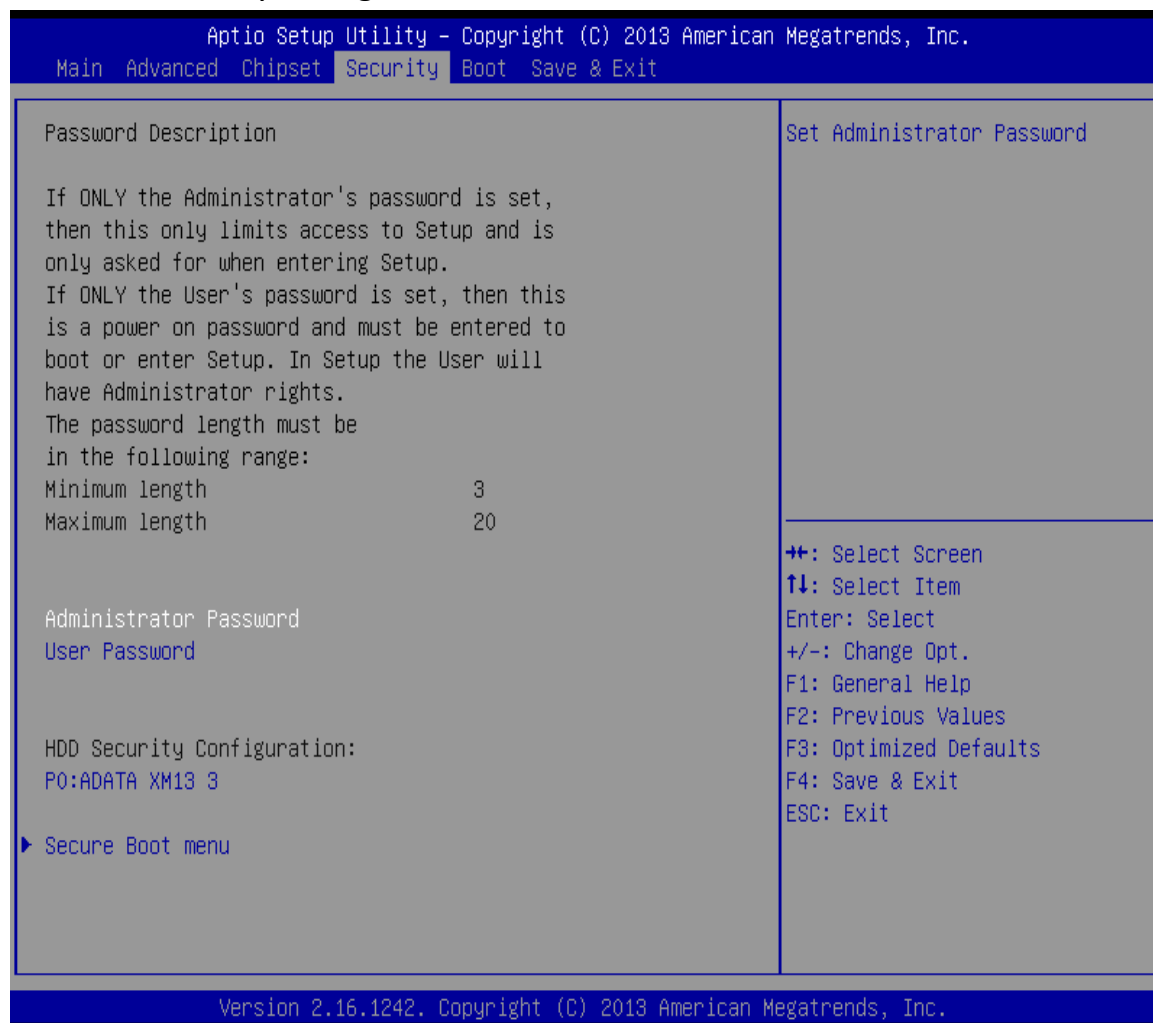 Aptio Setup Utility – Copyright (C) 2013 American Megatrends, Inc.
Main Advanced Chipset Security Boot Save & Exit
Password Description
If ONLY the Administrator's password is set,
then this only limits access to Setup and is
only asked for when entering Setup.
If ONLY the User's password is set, then this
is a power on password and must be entered to
boot or enter Setup. In Setup the User will
have Administrator rights.
The password length must be
in the following range:
Minimum length 3
Maximum length 20
Administrator Password
User Password
HDD Security Configuration:
P0:ADATA XM13 3
Secure Boot menu
Set Administrator Password
→←: Select Screen
↑↓: Select Item
Enter: Select
+/-: Change Opt.
F1: General Help
F2: Previous Values
F3: Optimized Defaults
F4: Save & Exit
ESC: Exit
Version 2.16.1242. Copyright (C) 2013 American Megatrends, Inc.